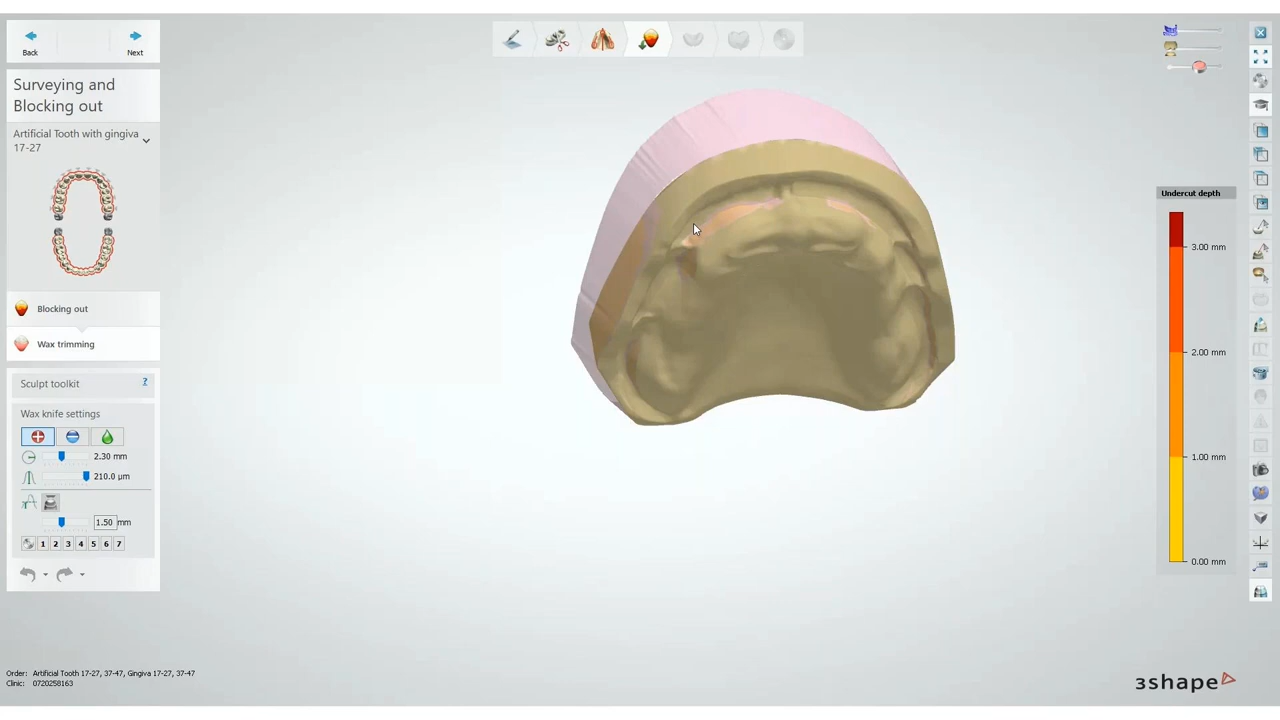 Back
Next
Surveying and
Blocking out
Artificial Tooth with gingiva
17-27
Blocking out
Wax trimming
Sculpt toolkit
?
Wax knife settings
2.30 mm
210.0 µm
1.50 mm
1 2 3 4 5 6 7
Order: Artificial Tooth 17-27, 37-47, Gingiva 17-27, 37-47
Clinic: 0720258163
Undercut depth
3.00 mm
2.00 mm
1.00 mm
0.00 mm
3shape